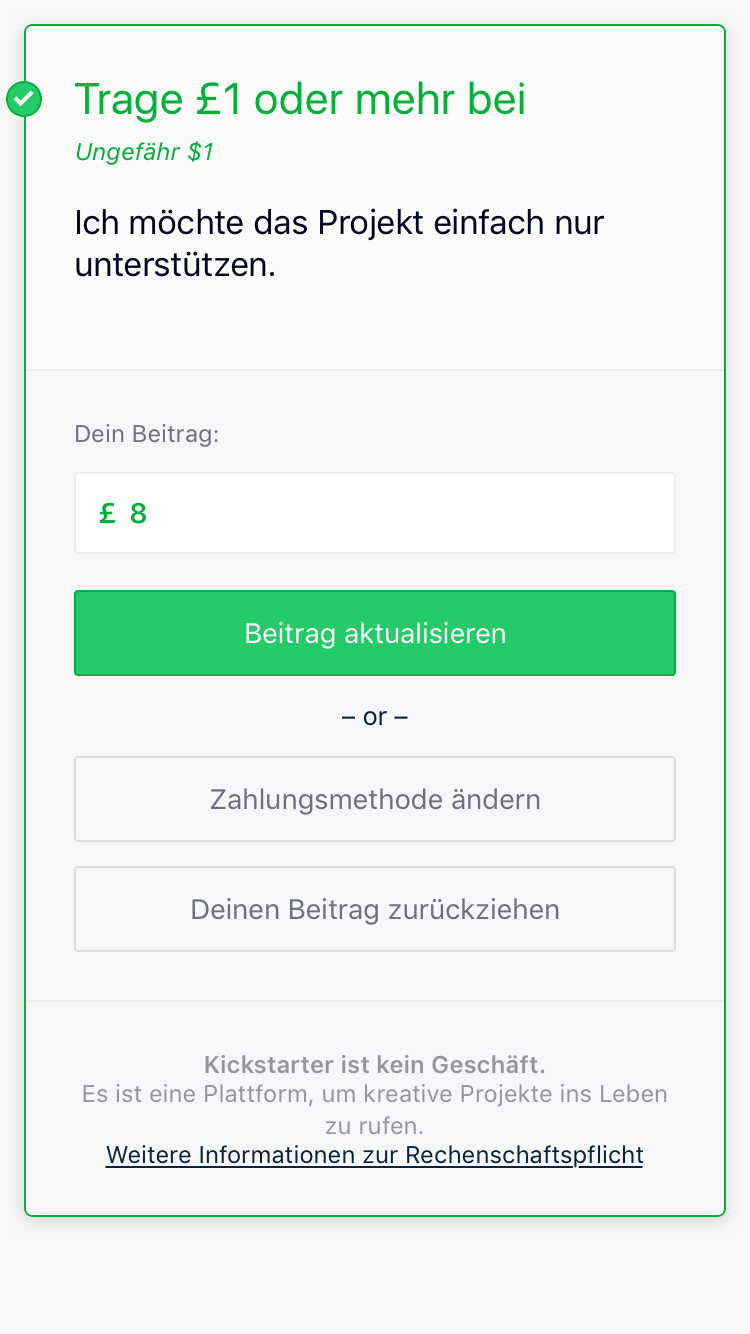 Trage £1 oder mehr bei
Ungefähr $1
Ich möchte das Projekt einfach nur
unterstützen.
Dein Beitrag:
£ 8
Beitrag aktualisieren
– or –
Zahlungsmethode ändern
Deinen Beitrag zurückziehen
Kickstarter ist kein Geschäft.
Es ist eine Plattform, um kreative Projekte ins Leben
zu rufen.
Weitere Informationen zur Rechenschaftspflicht